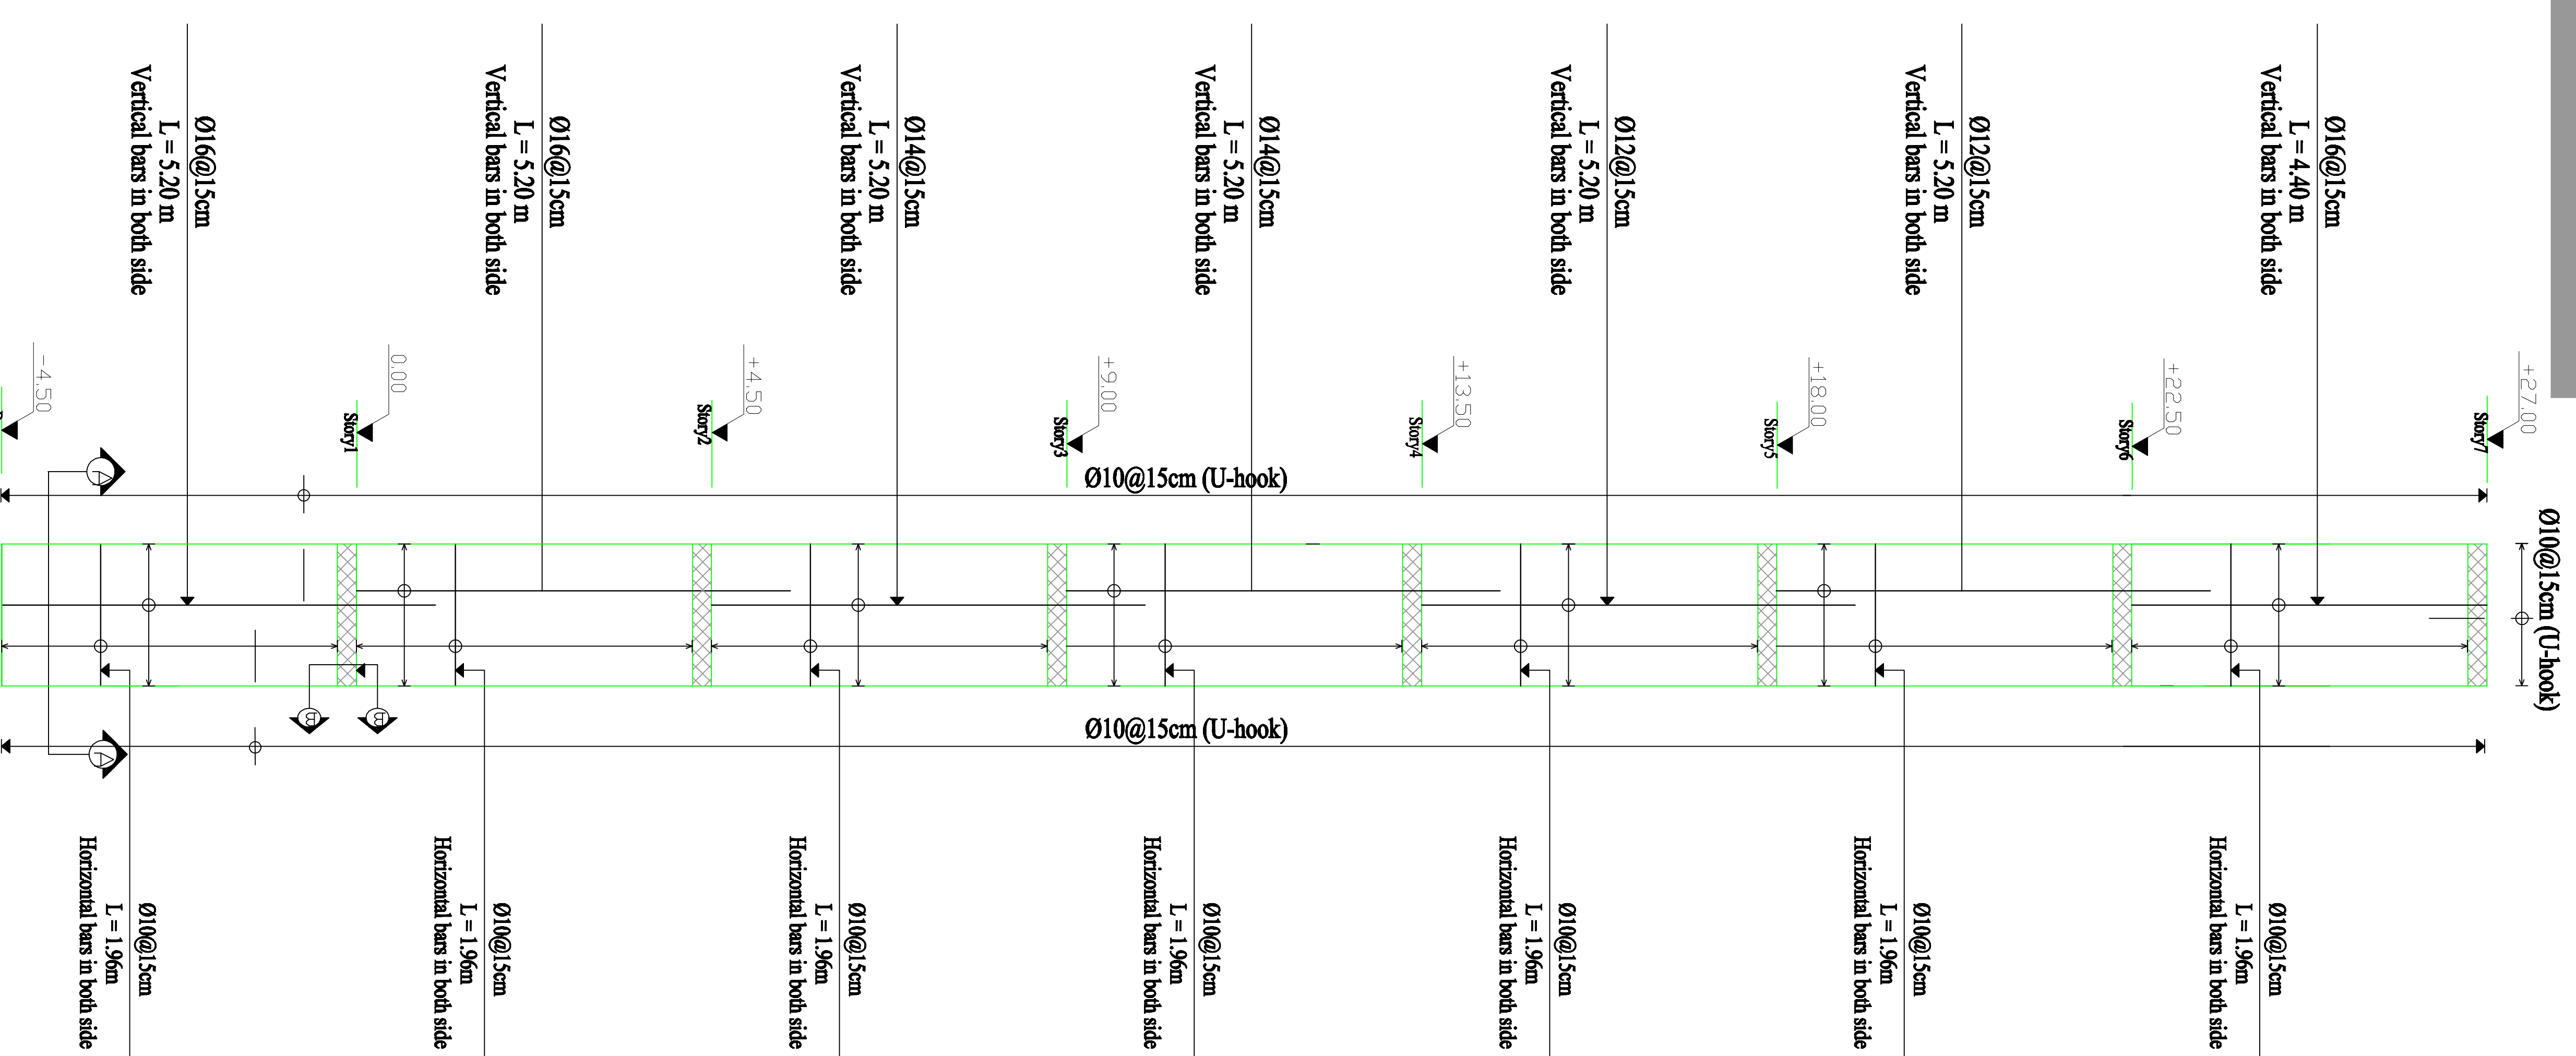 Ø10@15cm (U-hook)
+27.00
Story7
Ø16@15cm
L = 4.40 m
Vertical bars in both side
Ø10@15cm
L = 1.96m
Horizontal bars in both side
+22.50
Story6
Ø12@15cm
L = 5.20 m
Vertical bars in both side
Ø10@15cm
L = 1.96m
Horizontal bars in both side
+18.00
Story5
Ø12@15cm
L = 5.20 m
Vertical bars in both side
Ø10@15cm
L = 1.96m
Horizontal bars in both side
+13.50
Story4
Ø14@15cm
L = 5.20 m
Vertical bars in both side
Ø10@15cm
L = 1.96m
Horizontal bars in both side
Ø10@15cm (U-hook)
Ø10@15cm (U-hook)
+9.00
Story3
Ø14@15cm
L = 5.20 m
Vertical bars in both side
Ø10@15cm
L = 1.96m
Horizontal bars in both side
+4.50
Story2
Ø16@15cm
L = 5.20 m
Vertical bars in both side
Ø10@15cm
L = 1.96m
Horizontal bars in both side
0.00
Story1
B
B
Ø16@15cm
L = 5.20 m
Vertical bars in both side
Ø10@15cm
L = 1.96m
Horizontal bars in both side
A
A
-4.50